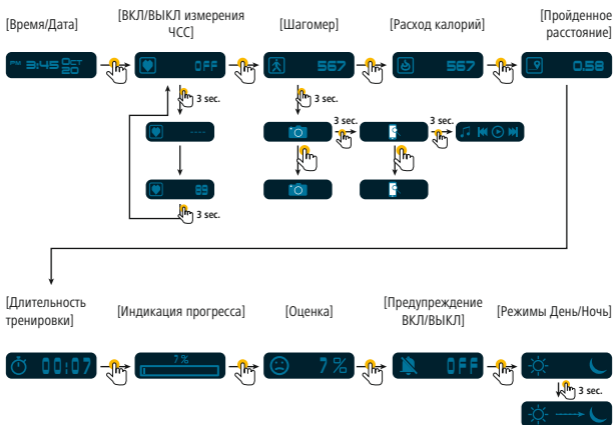 [Время/Дата]
[ВКЛ/ВЫКЛ измерения
ЧСС]
[Шагомер]
[Расход калорий]
[Пройденное
расстояние]
PM 3:45 OCT
20
OFF
567
567
0.58
3 sec.
3 sec.
----
3 sec.
3 sec.
89
3 sec.
[Длительность
тренировки]
[Индикация прогресса]
[Оценка]
[Предупреждение
ВКЛ/ВЫКЛ]
[Режимы День/Ночь]
00:07
7%
7%
OFF
3 sec.